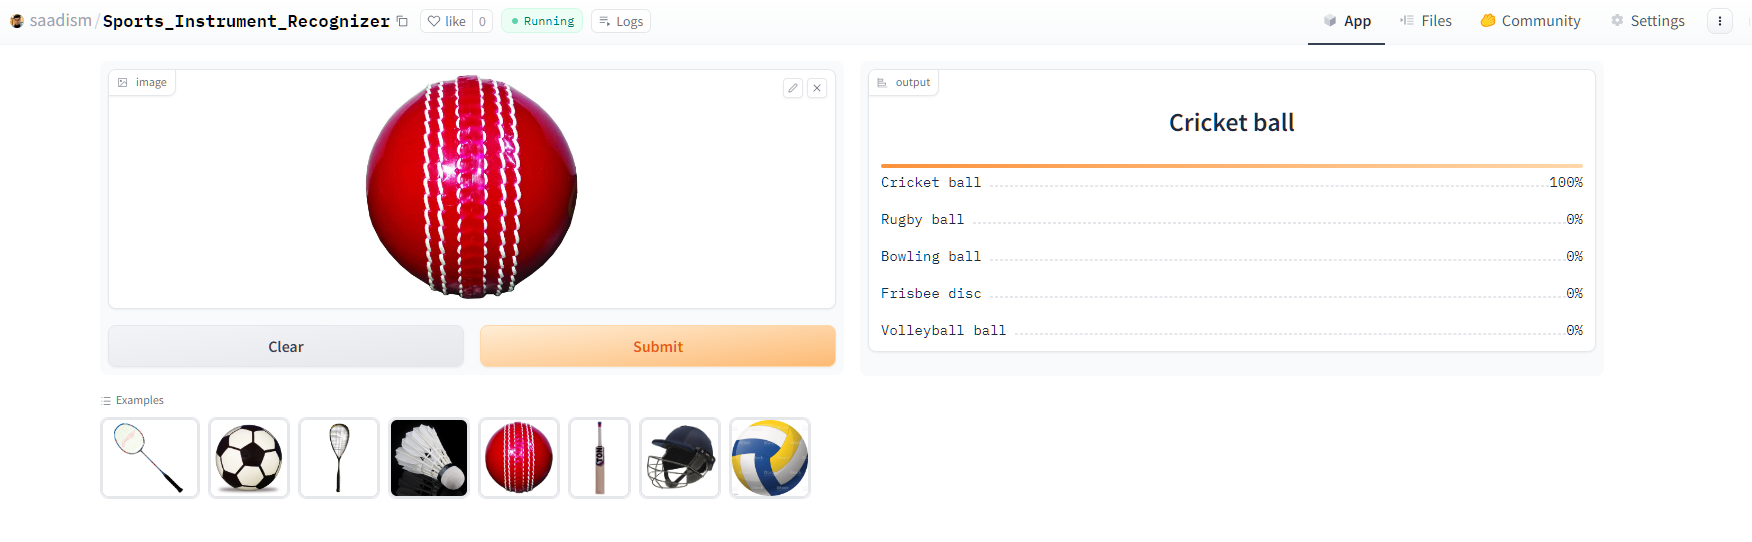 saadism/Sports_Instrument_Recognizer like 0 Running Logs App Files Community Settings
image
output
Cricket ball
Cricket ball 100%
Rugby ball 0%
Bowling ball 0%
Frisbee disc 0%
Volleyball ball 0%
Clear Submit
Examples
TON